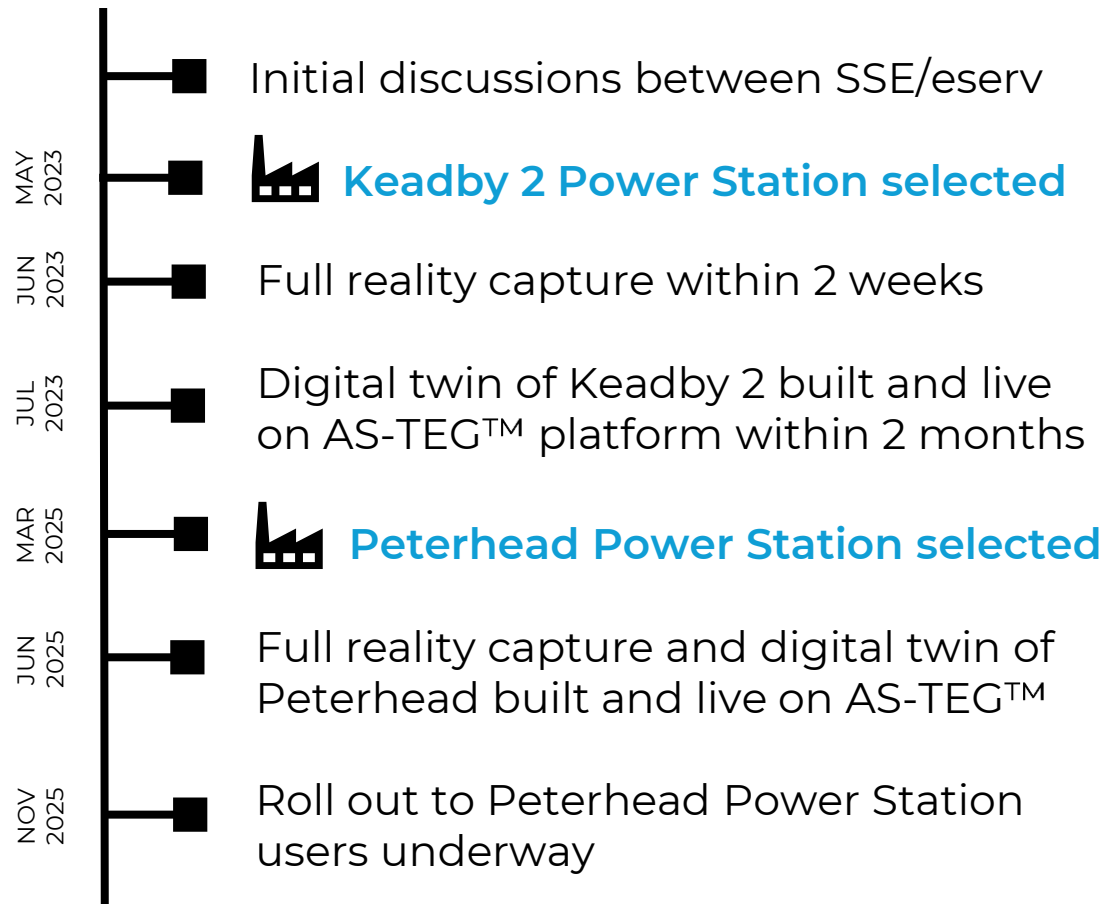 Initial discussions between SSE/eserv
MAY
2023
Keadby 2 Power Station selected
JUN
2023
Full reality capture within 2 weeks
JUL
2023
Digital twin of Keadby 2 built and live
on AS-TEG™ platform within 2 months
MAR
2025
Peterhead Power Station selected
JUN
2025
Full reality capture and digital twin of
Peterhead built and live on AS-TEG™
NOV
2025
Roll out to Peterhead Power Station
users underway